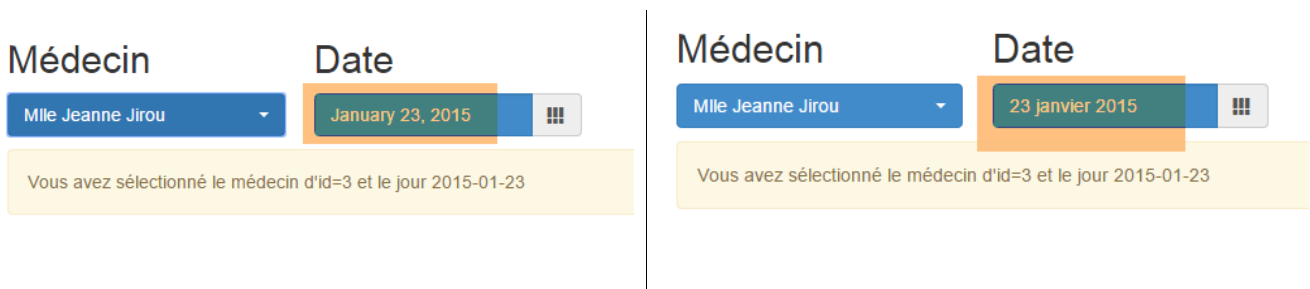 Médecin Date
Mlle Jeanne Jirou January 23, 2015
Vous avez sélectionné le médecin d'id=3 et le jour 2015-01-23
Médecin Date
Mlle Jeanne Jirou 23 janvier 2015
Vous avez sélectionné le médecin d'id=3 et le jour 2015-01-23